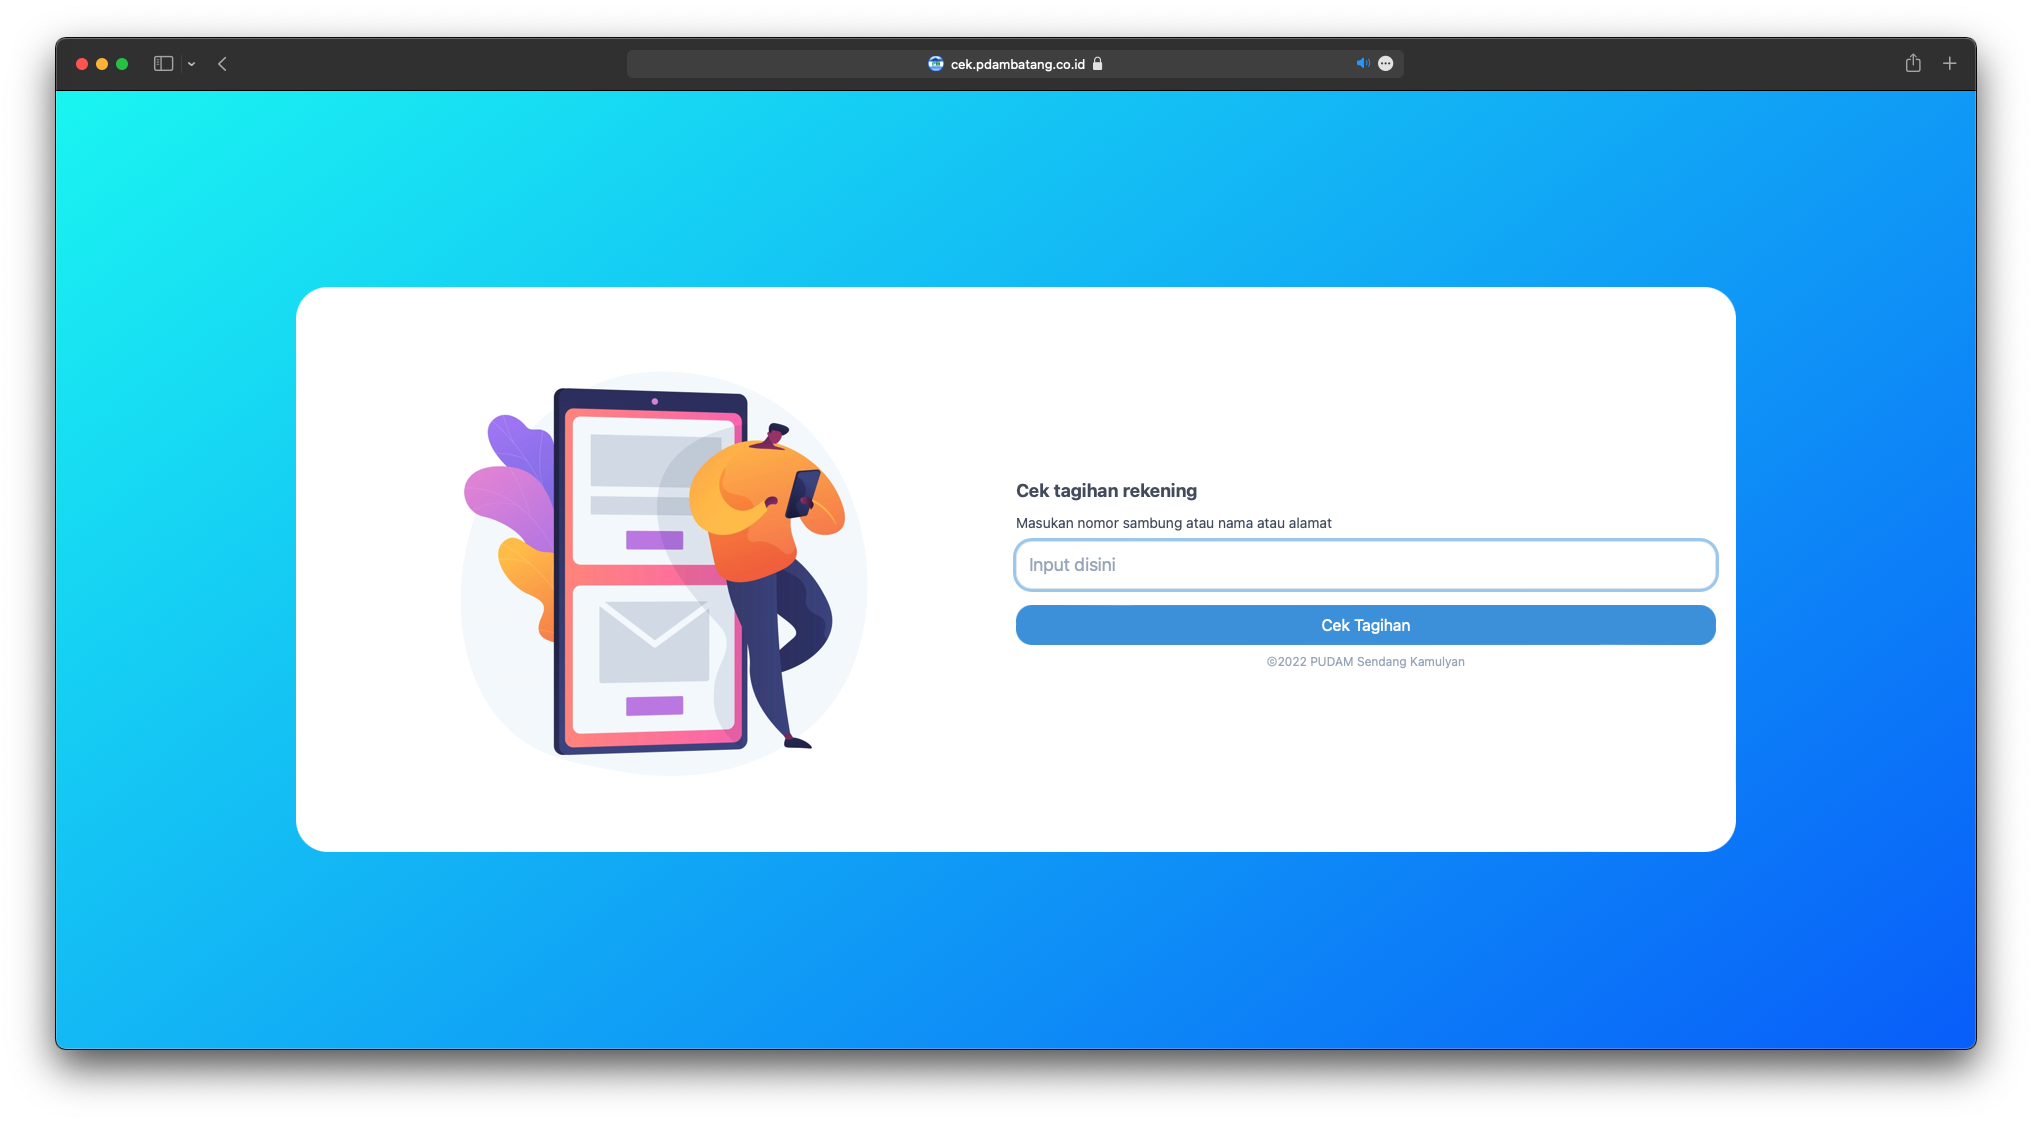 cek.pdambatang.co.id
Cek tagihan rekening
Masukan nomor sambung atau nama atau alamat
Input disini
Cek Tagihan
©2022 PUDAM Sendang Kamulyan